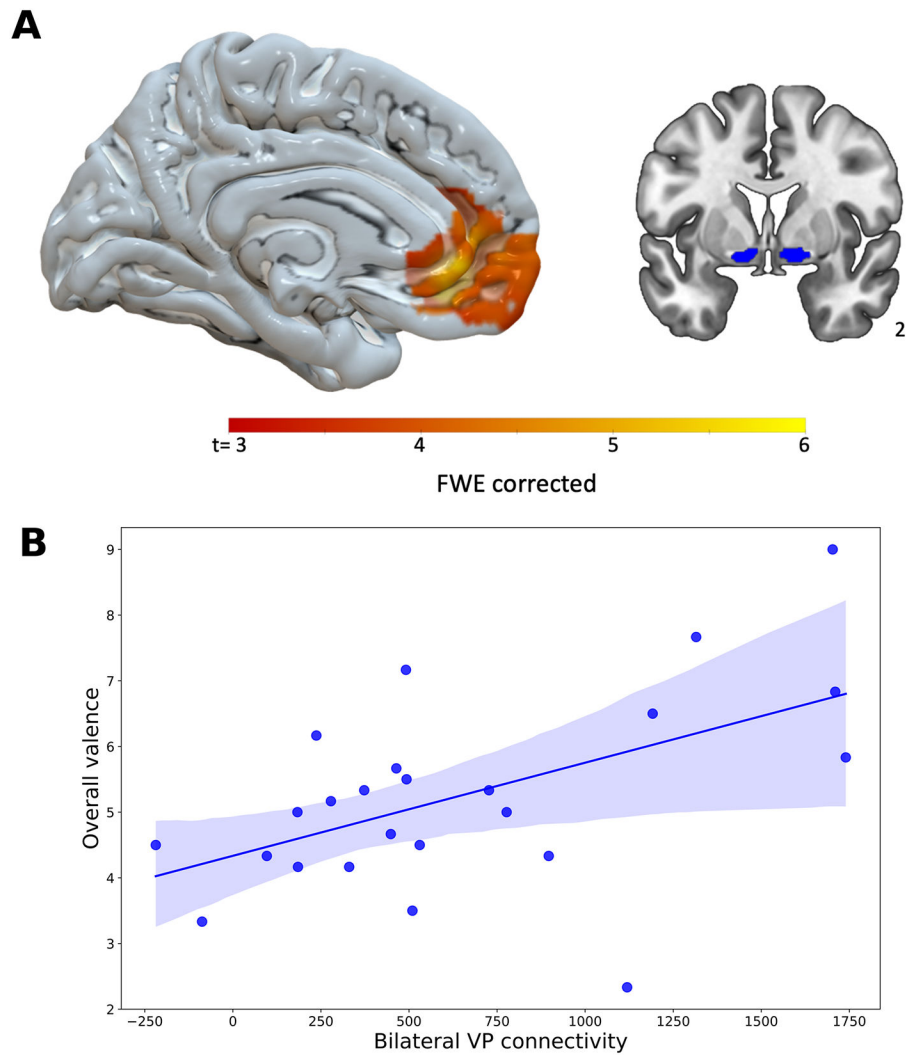 A
2
t= 3 4 5 6
FWE corrected
B
9
8
7
6
5
4
3
2
Overall valence
−250 0 250 500 750 1000 1250 1500 1750
Bilateral VP connectivity